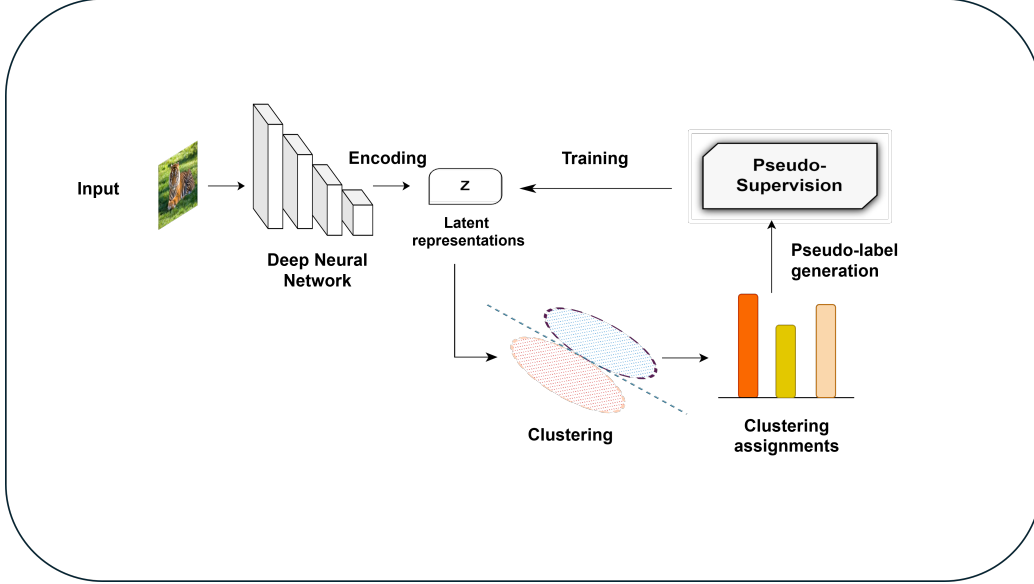 Input
Encoding
Training
Pseudo-
Supervision
z
Latent
representations
Deep Neural
Network
Pseudo-label
generation
Clustering
Clustering
assignments